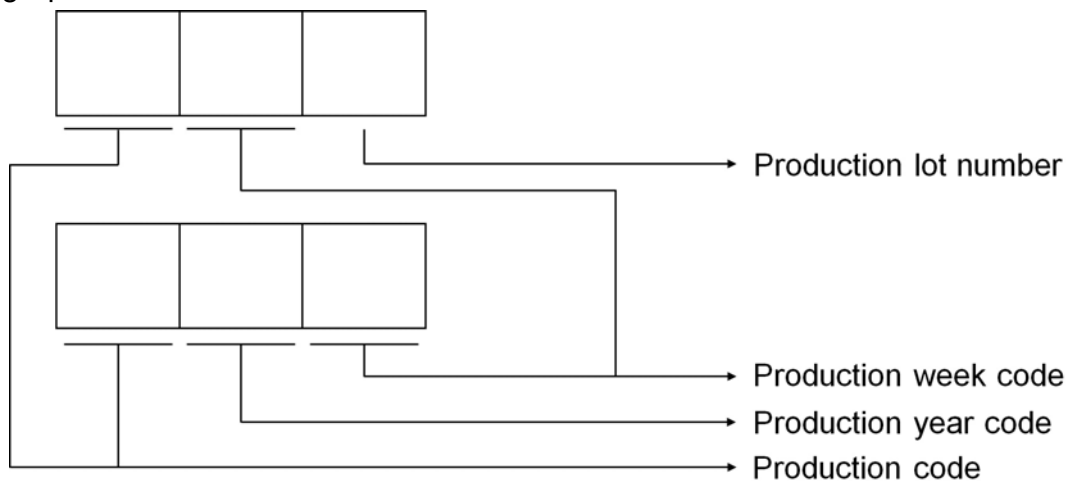 Production lot number
Production week code
Production year code
Production code